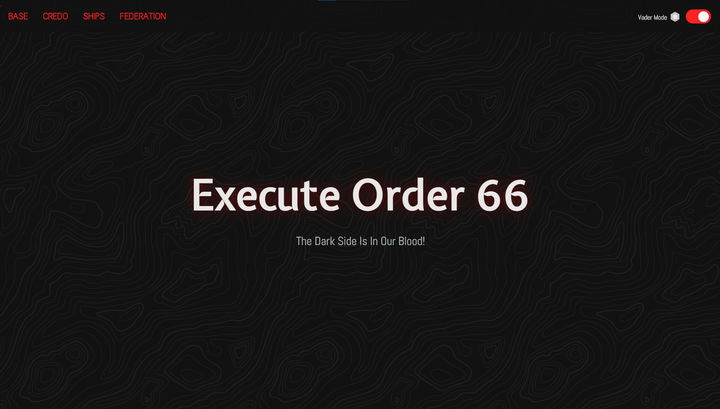 BASE CREDO SHIPS FEDERATION Vader Mode
Execute Order 66
The Dark Side Is In Our Blood!